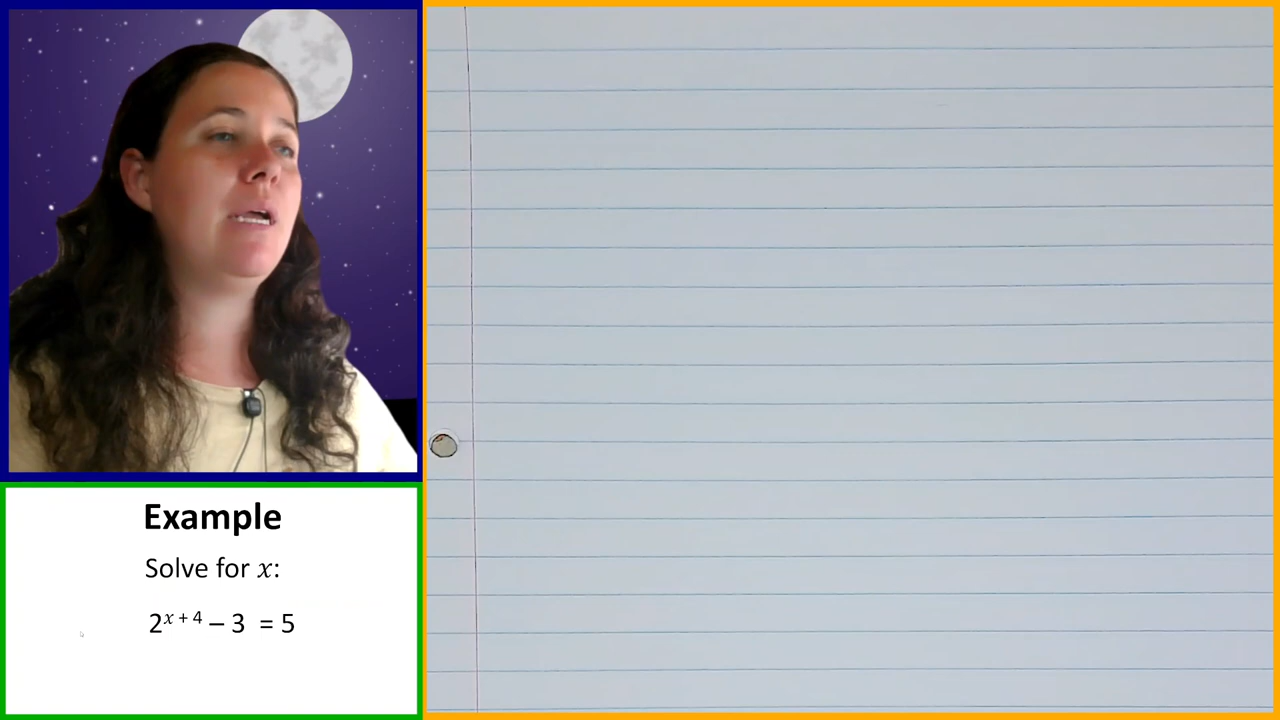 Example
Solve for x:
2^{x + 4} – 3 = 5